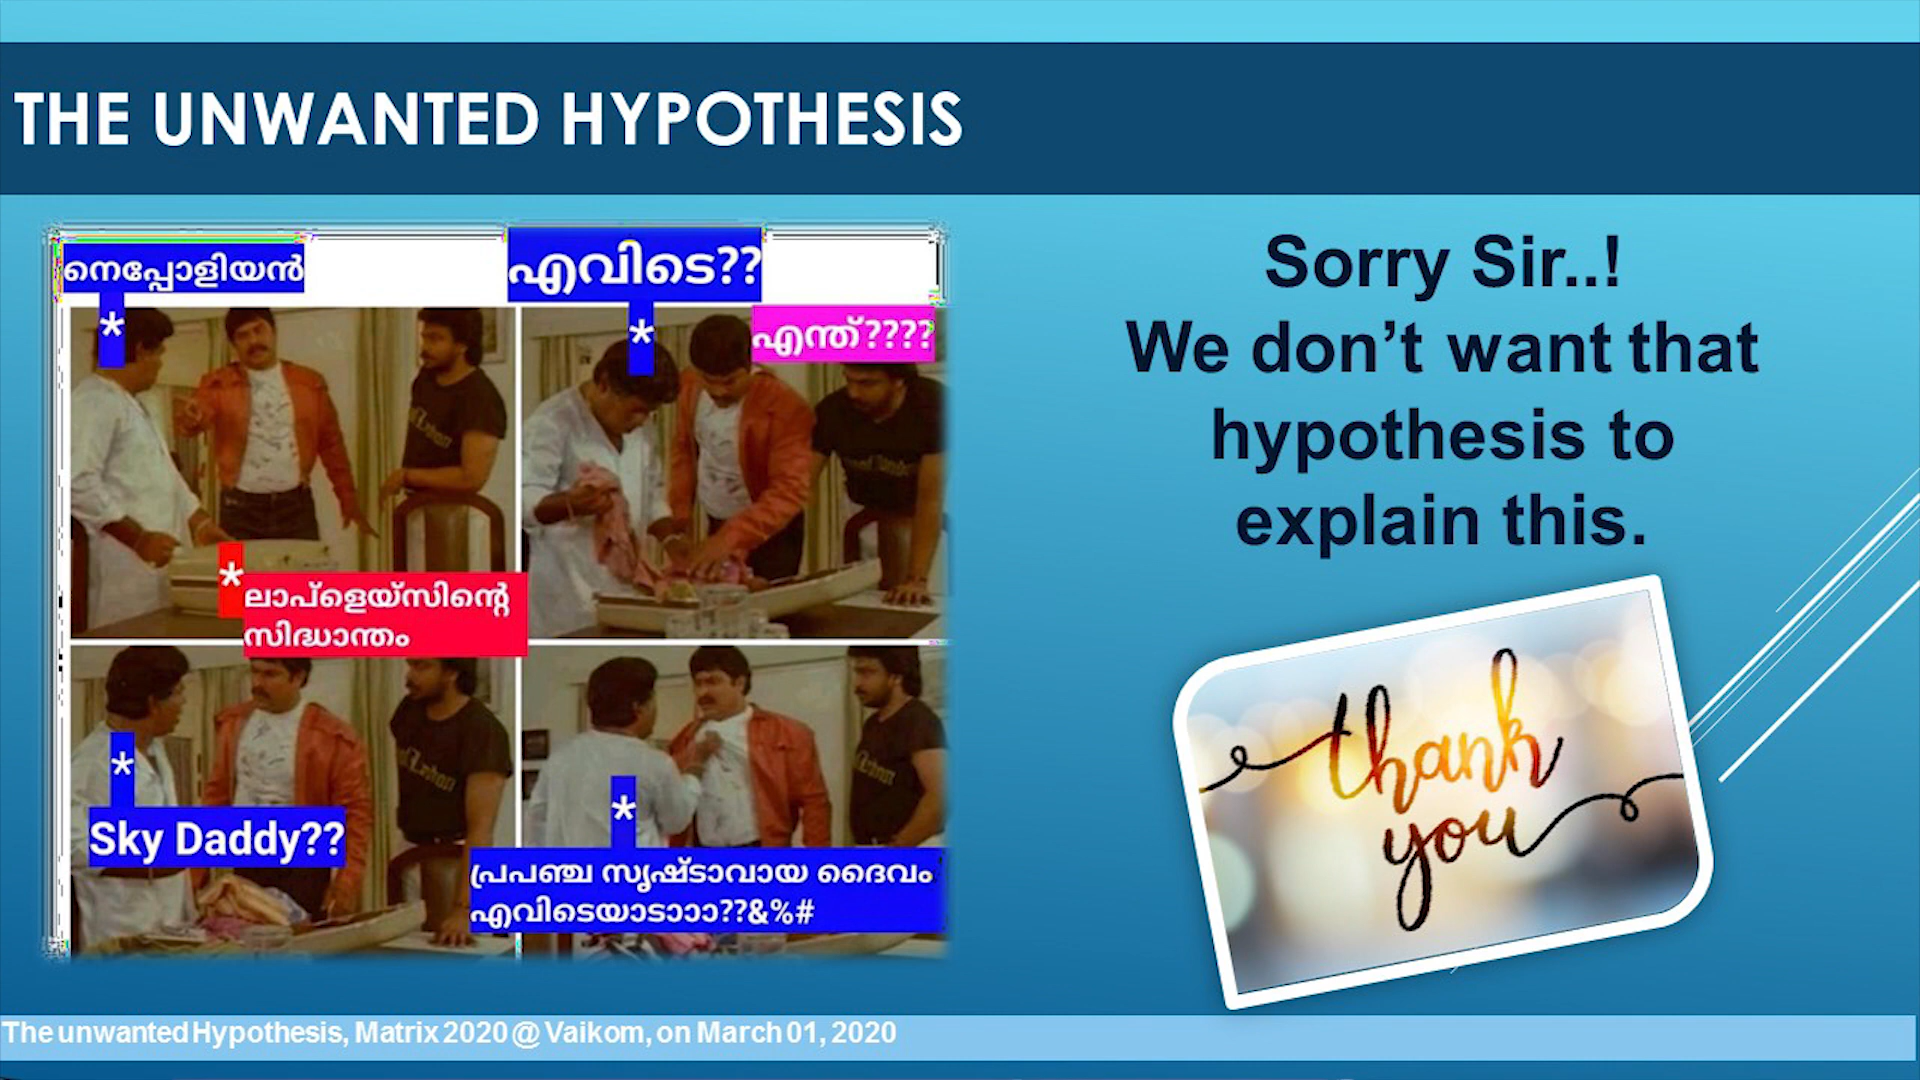 THE UNWANTED HYPOTHESIS
നെപ്പോളിയൻ
*
എവിടെ??
*
എന്ത്????
*
ലാപ്ളെയ്സിന്റെ
സിദ്ധാന്തം
*
Sky Daddy??
*
പ്രപഞ്ച സൃഷ്ടാവായ ദൈവം
എവിടെയാടാാാ??&%#
Sorry Sir..!
We don’t want that
hypothesis to
explain this.
thank
you
The unwanted Hypothesis, Matrix 2020 @ Vaikom, on March 01, 2020